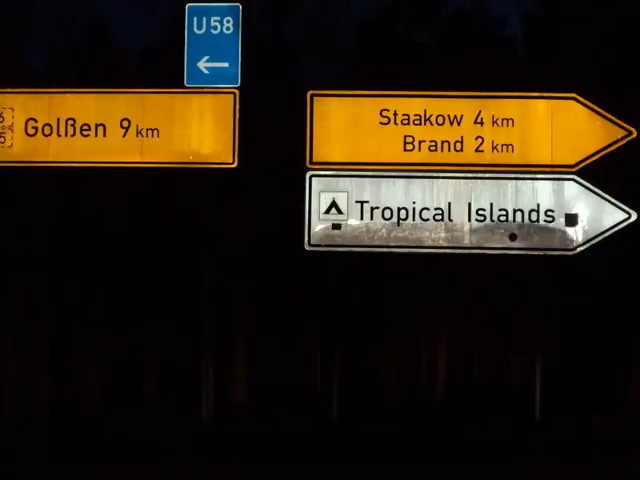 U58
Golßen 9 km
Staakow 4 km
Brand 2 km
Tropical Islands